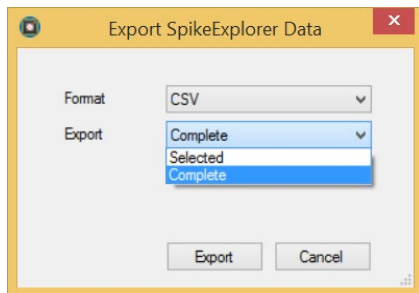 Export SpikeExplorer Data
Format CSV
Export Complete
Selected
Complete
Export Cancel